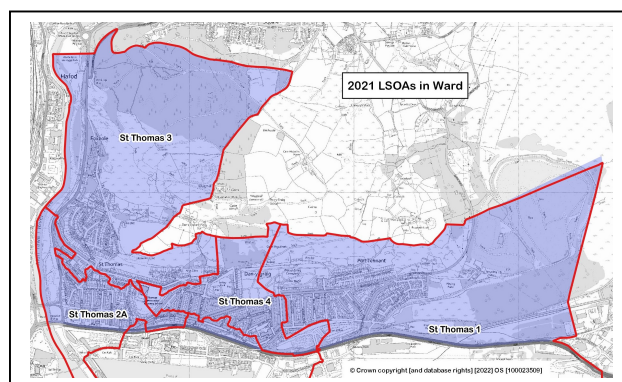 2021 LSOAs in Ward
Hafod
St Thomas 3
St Thomas
Port Tennant
St Thomas 4
St Thomas 2A
St Thomas 1
© Crown copyright [and database rights] [2022] OS [100023509]